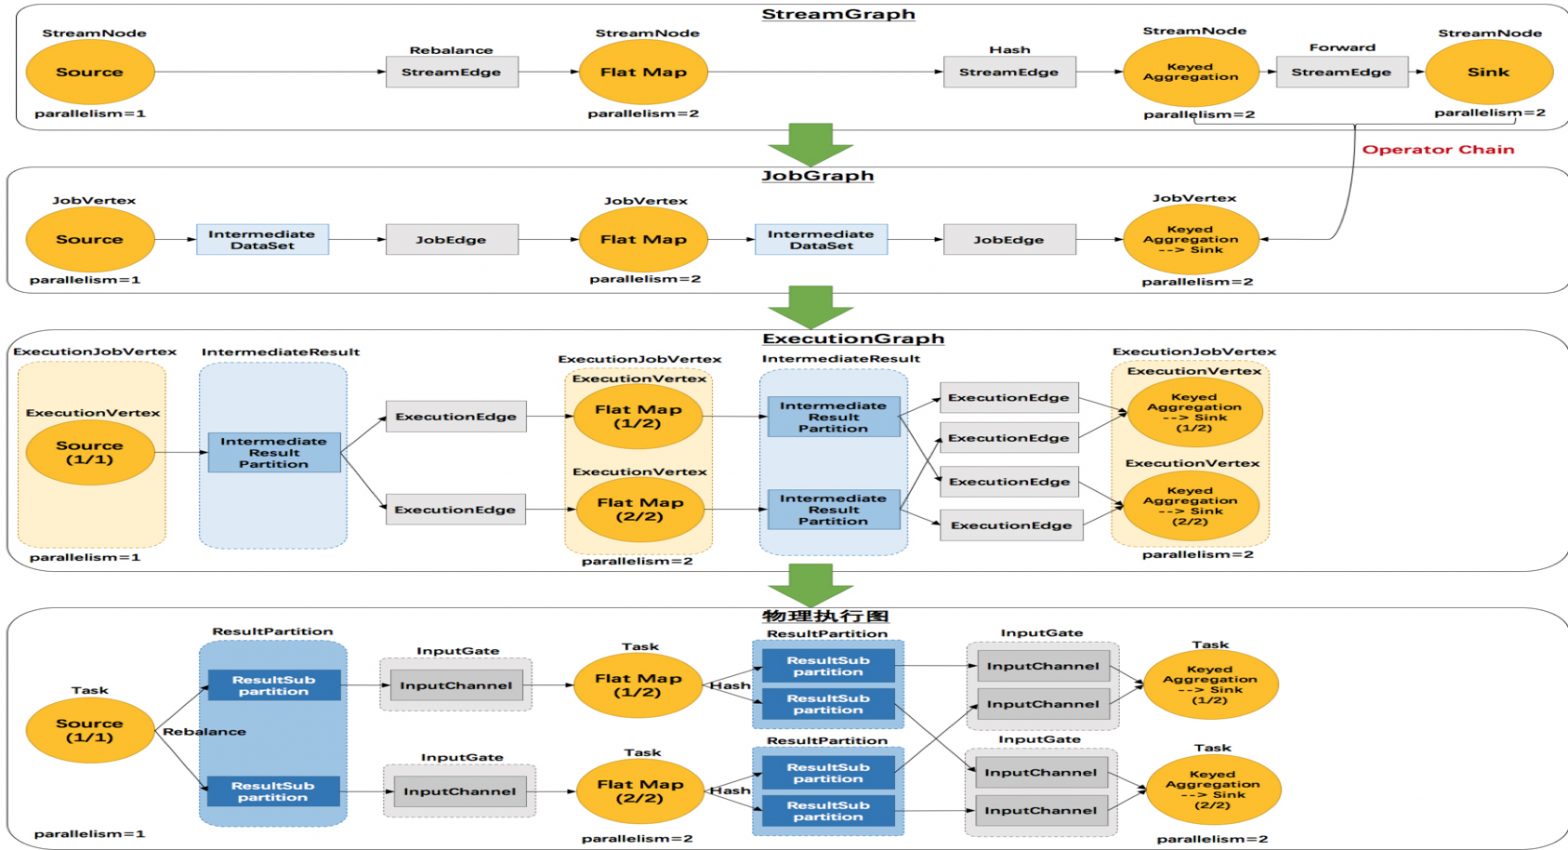 StreamGraph
StreamNode
Source
parallelism=1
Rebalance
StreamEdge
StreamNode
Flat Map
parallelism=2
Hash
StreamEdge
StreamNode
Keyed
Aggregation
parallelism=2
Forward
StreamEdge
StreamNode
Sink
parallelism=2
Operator Chain
JobGraph
JobVertex
Source
parallelism=1
Intermediate
DataSet
JobEdge
JobVertex
Flat Map
parallelism=2
Intermediate
DataSet
JobEdge
JobVertex
Keyed
Aggregation
--> Sink
parallelism=2
ExecutionGraph
ExecutionJobVertex
ExecutionVertex
Source
(1/1)
parallelism=1
IntermediateResult
Intermediate
Result
Partition
ExecutionEdge
ExecutionEdge
ExecutionJobVertex
ExecutionVertex
Flat Map
(1/2)
ExecutionVertex
Flat Map
(2/2)
parallelism=2
IntermediateResult
Intermediate
Result
Partition
Intermediate
Result
Partition
ExecutionEdge
ExecutionEdge
ExecutionEdge
ExecutionEdge
ExecutionJobVertex
ExecutionVertex
Keyed
Aggregation
--> Sink
(1/2)
ExecutionVertex
Keyed
Aggregation
--> Sink
(2/2)
parallelism=2
物理执行图
Task
Source
(1/1)
parallelism=1
Rebalance
ResultPartition
ResultSub
partition
ResultSub
partition
InputGate
InputChannel
InputGate
InputChannel
Task
Flat Map
(1/2)
Hash
Task
Flat Map
(2/2)
Hash
parallelism=2
ResultPartition
ResultSub
partition
ResultSub
partition
ResultPartition
ResultSub
partition
ResultSub
partition
InputGate
InputChannel
InputChannel
InputGate
InputChannel
InputChannel
Task
Keyed
Aggregation
--> Sink
(1/2)
Task
Keyed
Aggregation
--> Sink
(2/2)
parallelism=2